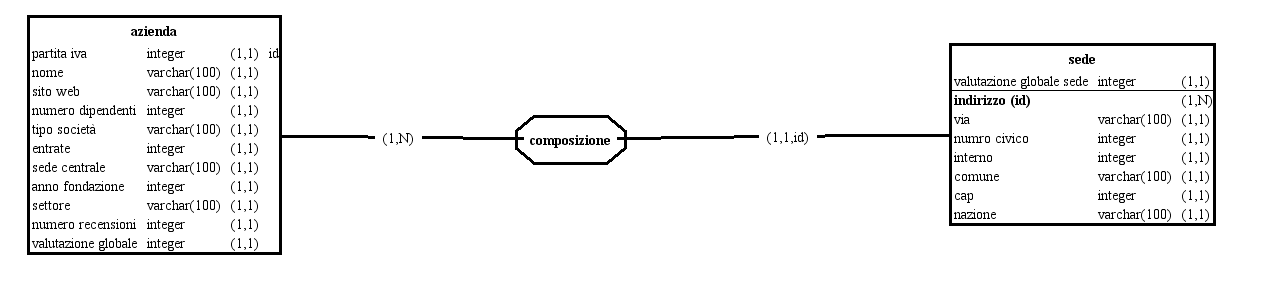 azienda
partita iva integer (1,1) id
nome varchar(100) (1,1)
sito web varchar(100) (1,1)
numero dipendenti integer (1,1)
tipo società varchar(100) (1,1)
entrate integer (1,1)
sede centrale varchar(100) (1,1)
anno fondazione integer (1,1)
settore varchar(100) (1,1)
numero recensioni integer (1,1)
valutazione globale integer (1,1)
(1,N)
composizione
(1,1,id)
sede
valutazione globale sede integer (1,1)
indirizzo (id) (1,N)
via varchar(100) (1,1)
numro civico integer (1,1)
interno integer (1,1)
comune varchar(100) (1,1)
cap integer (1,1)
nazione varchar(100) (1,1)